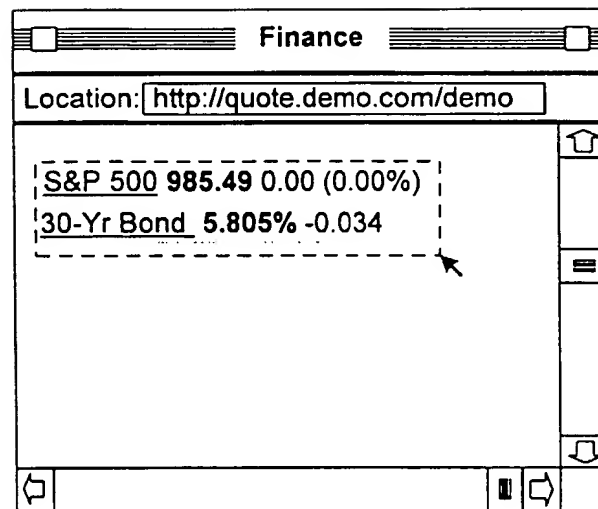 Finance
Location: http://quote.demo.com/demo
S&P 500 985.49 0.00 (0.00%)
30-Yr Bond 5.805% -0.034